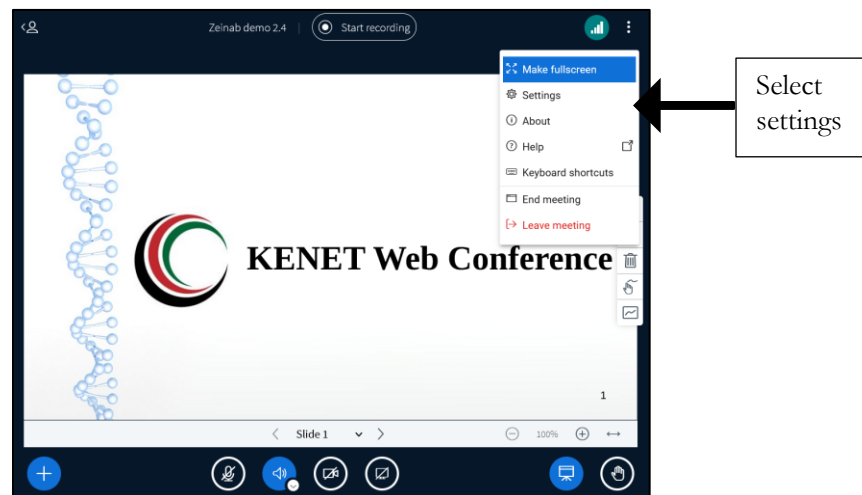 Zeinab demo 2.4
Start recording
Make fullscreen
Settings
About
Help
Keyboard shortcuts
End meeting
Leave meeting
Select
settings
KENET Web Conference
1
Slide 1
100%